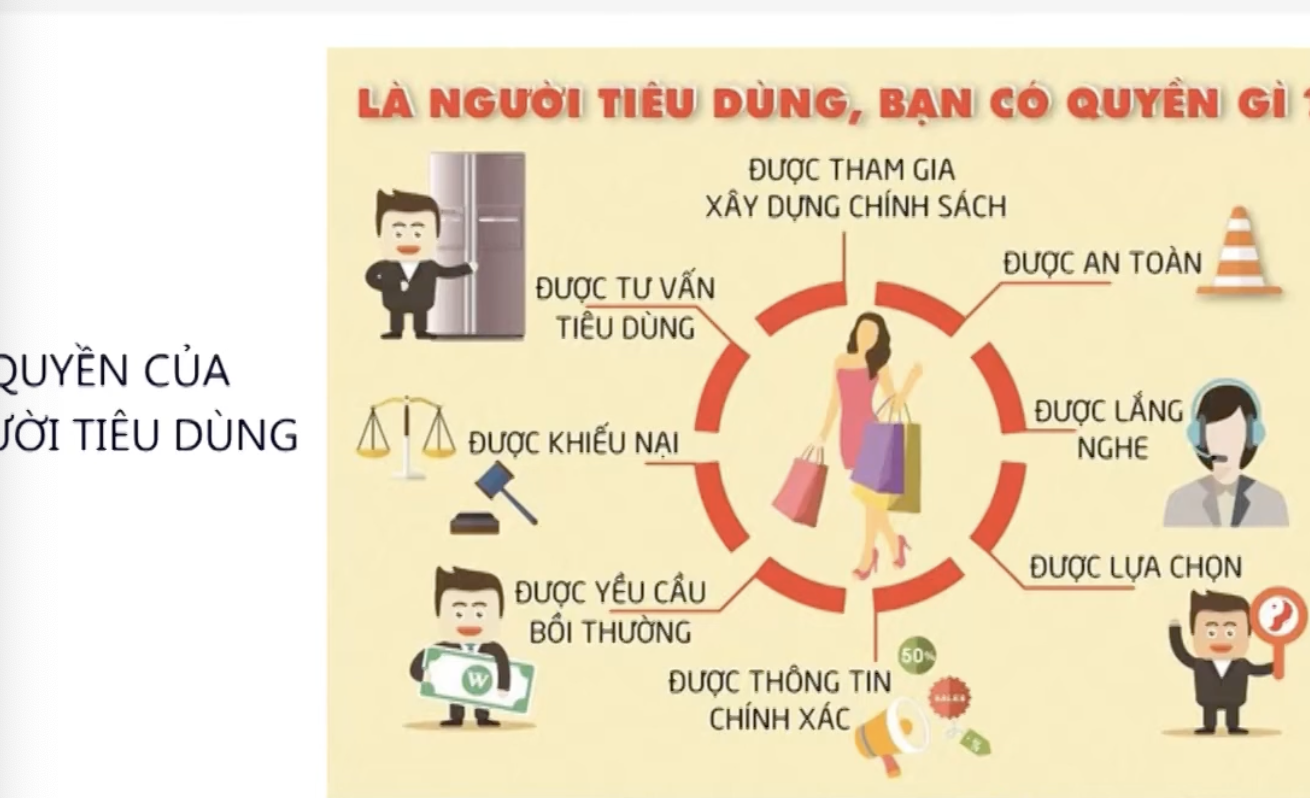 LÀ NGƯỜI TIÊU DÙNG, BẠN CÓ QUYỀN GÌ ?
ĐƯỢC THAM GIA
XÂY DỰNG CHÍNH SÁCH
ĐƯỢC AN TOÀN
ĐƯỢC TƯ VẤN
TIÊU DÙNG
QUYỀN CỦA
ƯỜI TIÊU DÙNG
ĐƯỢC LẮNG
NGHE
ĐƯỢC KHIẾU NẠI
ĐƯỢC LỰA CHỌN
ĐƯỢC YÊU CẦU
BỒI THƯỜNG
W
50%
ĐƯỢC THÔNG TIN
CHÍNH XÁC
SALES
%